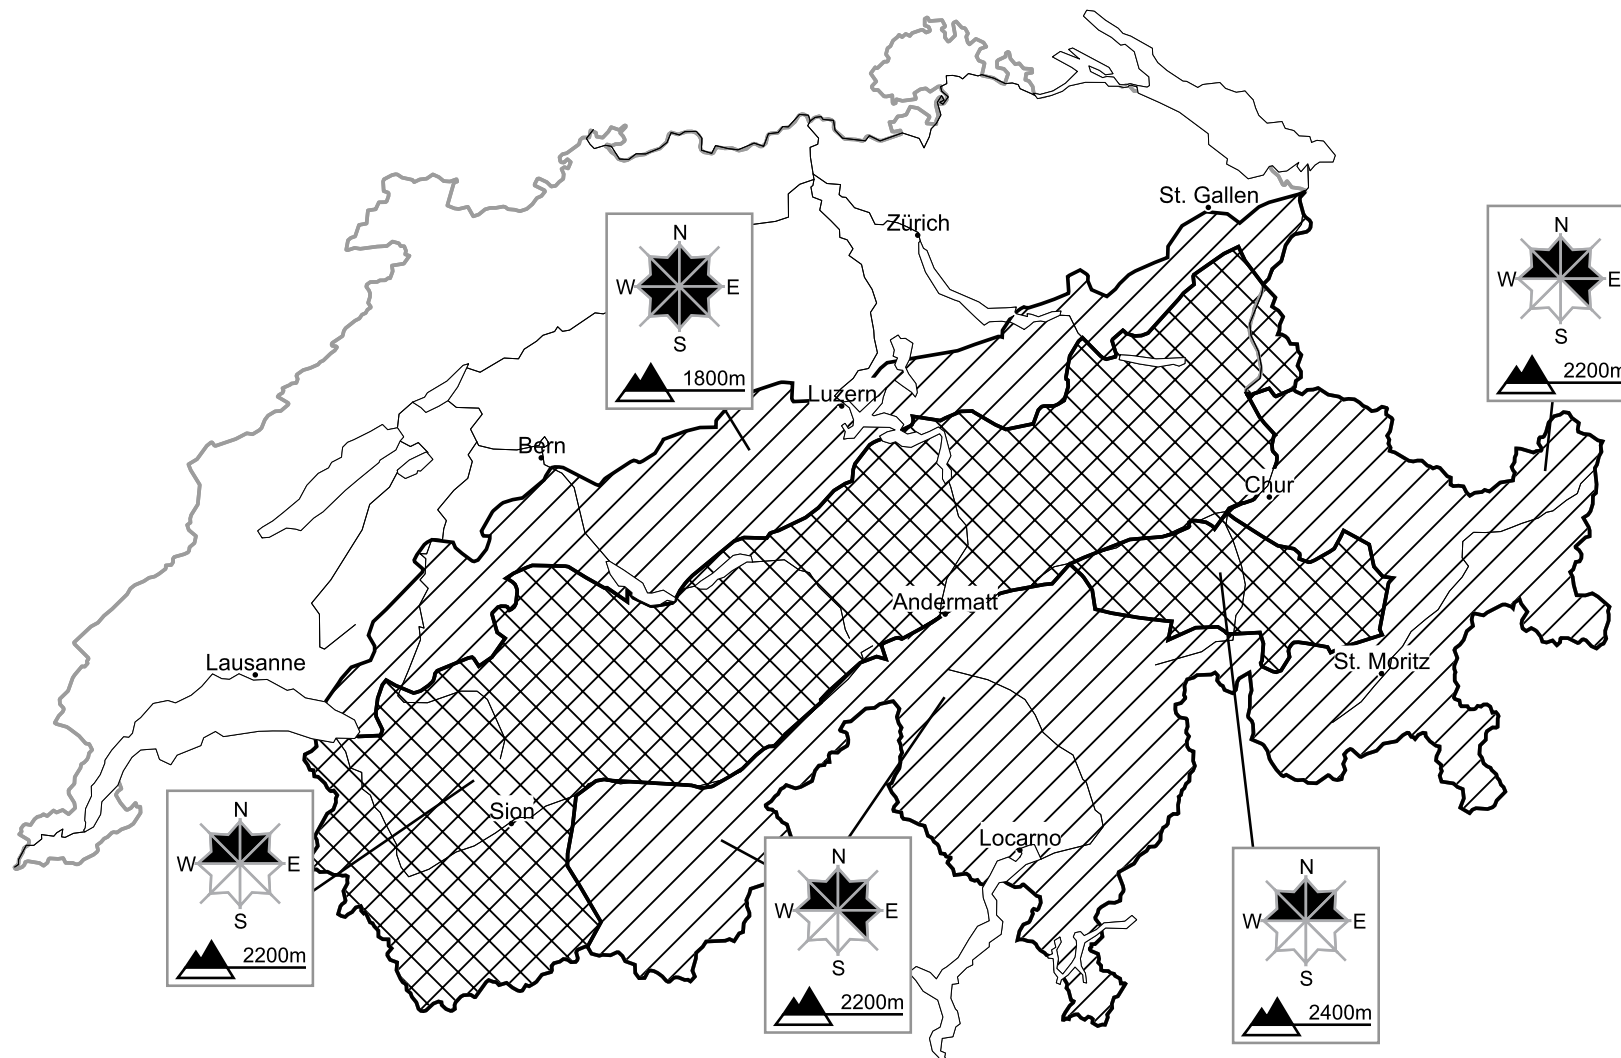 St. Gallen
Zürich
N
W E
S
1800m
N
W E
S
2200m
Luzern
Bern
Chur
Andermatt
Lausanne
St. Moritz
Sion
Locarno
N
W E
S
2200m
N
W E
S
2200m
N
W E
S
2400m